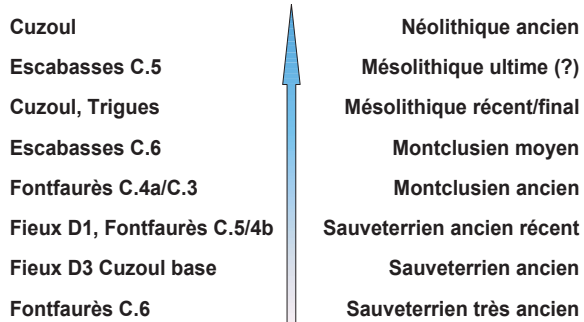 Cuzoul Néolithique ancien
Escabasses C.5 Mésolithique ultime (?)
Cuzoul, Trigues Mésolithique récent/final
Escabasses C.6 Montclusien moyen
Fontfaurès C.4a/C.3 Montclusien ancien
Fieux D1, Fontfaurès C.5/4b Sauveterrien ancien récent
Fieux D3 Cuzoul base Sauveterrien ancien
Fontfaurès C.6 Sauveterrien très ancien